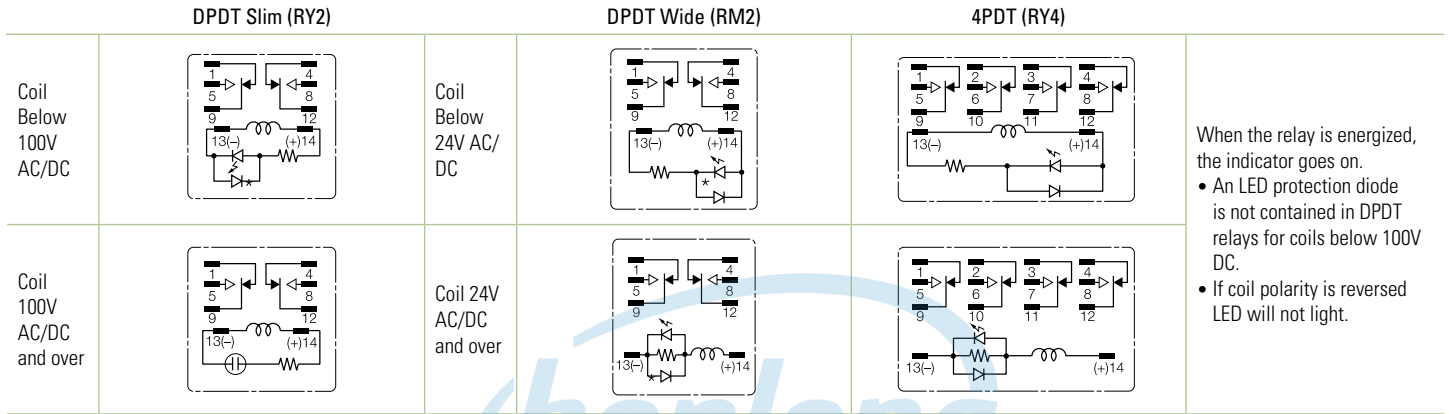 DPDT Slim (RY2)
DPDT Wide (RM2)
4PDT (RY4)
Coil
Below
100V
AC/DC
1 4
5 8
9 12
13(–) (+)14
*
Coil
Below
24V AC/
DC
1 4
5 8
9 12
13(–) (+)14
*
1 2 3 4
5 6 7 8
9 10 11 12
13(–) (+)14
When the relay is energized,
the indicator goes on.
• An LED protection diode
is not contained in DPDT
relays for coils below 100V
DC.
• If coil polarity is reversed
LED will not light.
Coil
100V
AC/DC
and over
1 4
5 8
9 12
13(–) (+)14
Coil 24V
AC/DC
and over
1 4
5 8
9 12
13(–) (+)14
*
1 2 3 4
5 6 7 8
9 10 11 12
13(–) (+)14